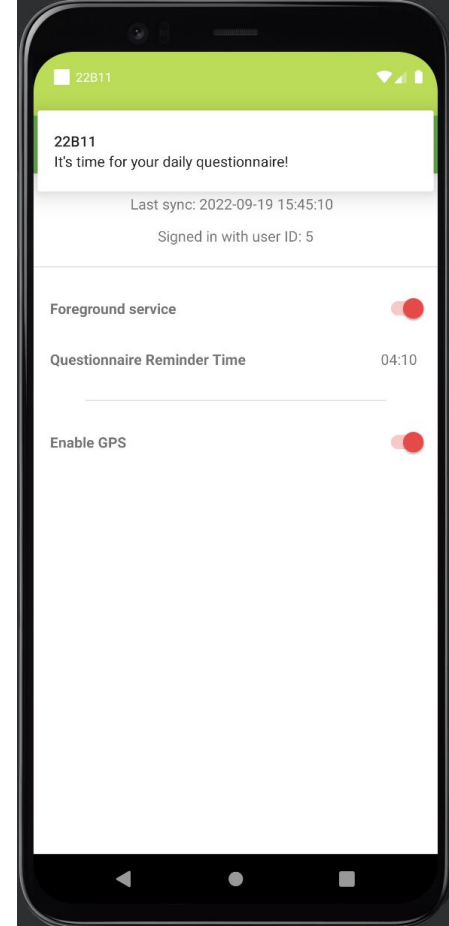 22B11
22B11
It's time for your daily questionnaire!
Last sync: 2022-09-19 15:45:10
Signed in with user ID: 5
Foreground service
Questionnaire Reminder Time 04:10
Enable GPS